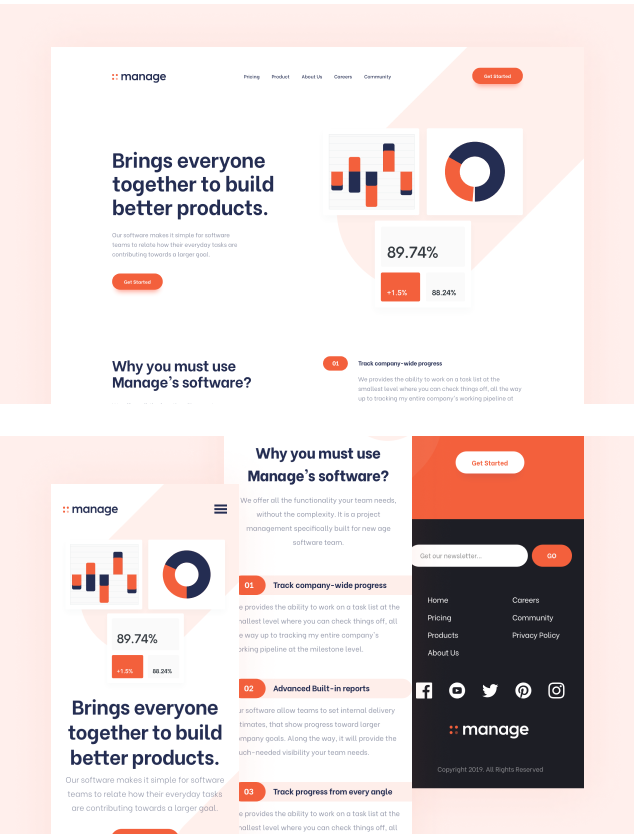 manage
Pricing Product About Us Careers Community
Get Started
Brings everyone
together to build
better products.
Our software makes it simple for software
teams to relate how their everyday tasks are
contributing towards a larger goal.
Get Started
89.74%
+1.5% 88.24%
Why you must use
Manage's software?
01 Track company-wide progress
We provides the ability to work on a task list at the
smallest level where you can check things off, all the way
up to tracking my entire company's working pipeline at
manage
89.74%
+1.5% 88.24%
Brings everyone
together to build
better products.
Our software makes it simple for software
teams to relate how their everyday tasks
are contributing towards a larger goal.
Why you must use
Manage's software?
We offer all the functionality your team needs,
without the complexity. It is a project
management specifically built for new age
software team.
01 Track company-wide progress
e provides the ability to work on a task list at the
mallest level where you can check things off, all
e way up to tracking my entire company's
orking pipeline at the milestone level.
02 Advanced Built-in reports
ur software allow teams to set internal delivery
timates, that show progress toward larger
ompany goals. Along the way, it will provide the
uch-needed visibility your team needs.
03 Track progress from every angle
e provides the ability to work on a task list at the
mallest level where you can check things off, all
Get Started
Get our newsletter...
GO
Home Careers
Pricing Community
Products Privacy Policy
About Us
manage
Copyright 2019. All Rights Reserved